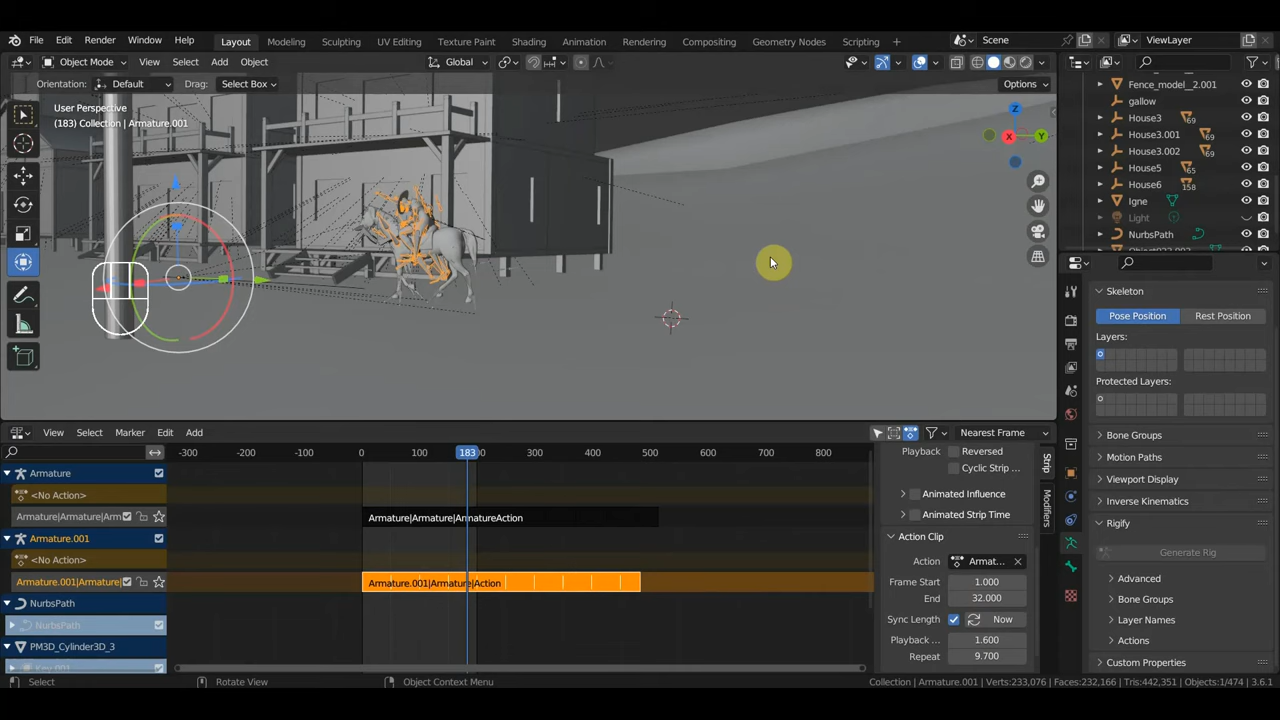 File Edit Render Window Help Layout Modeling Sculpting UV Editing Texture Paint Shading Animation Rendering Compositing Geometry Nodes Scripting + Scene ViewLayer
Object Mode View Select Add Object Global
Orientation: Default Drag: Select Box Options
User Perspective
(183) Collection | Armature.001
Z
X
Y
Fence_model__2.001
gallow
House3 69
House3.001 69
House3.002 69
House5 65
House6 158
Igne
Light
NurbsPath
Skeleton
Pose Position Rest Position
Layers:
Protected Layers:
Bone Groups
Motion Paths
Viewport Display
Inverse Kinematics
Rigify
Generate Rig
Advanced
Bone Groups
Layer Names
Actions
Custom Properties
View Select Marker Edit Add Nearest Frame
-300 -200 -100 0 100 183 300 400 500 600 700 800
Armature
<No Action>
Armature|Armature|Arm
Armature|Armature|ArmatureAction
Armature.001
<No Action>
Armature.001|Armature|
Armature.001|Armature|Action
NurbsPath
NurbsPath
PM3D_Cylinder3D_3
Key.001
Playback Reversed
Cyclic Strip ...
Animated Influence
Animated Strip Time
Action Clip
Action Armat...
Frame Start 1.000
End 32.000
Sync Length Now
Playback ... 1.600
Repeat 9.700
Strip
Modifiers
Select Rotate View Object Context Menu Collection | Armature.001 | Verts:233,076 | Faces:232,166 | Tris:442,351 | Objects:1/474 | 3.6.1